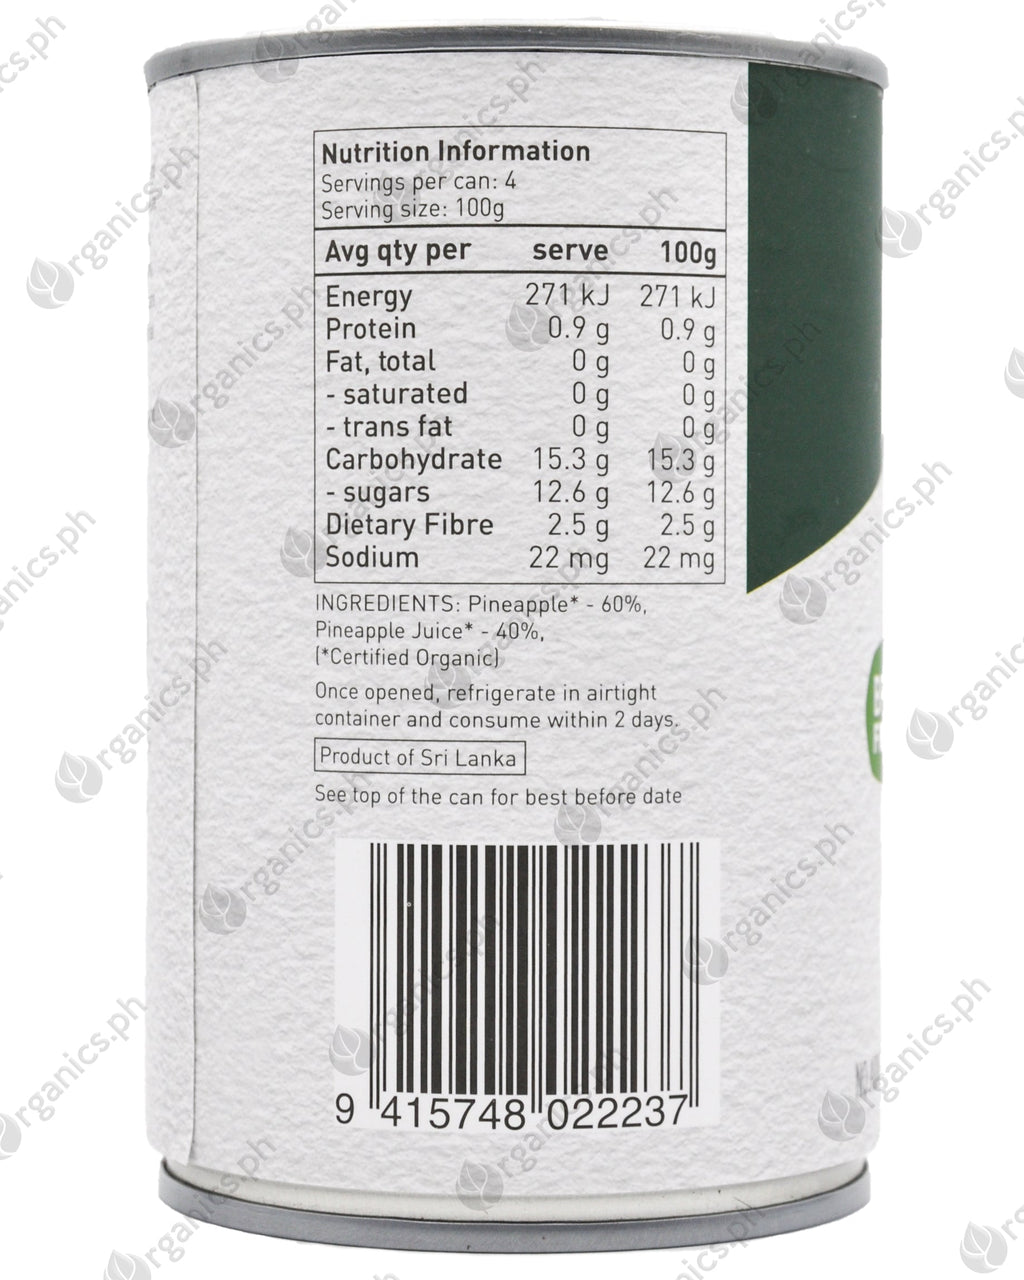 Nutrition Information
Servings per can: 4
Serving size: 100g
Avg qty per serve 100g
Energy 271 kJ 271 kJ
Protein 0.9 g 0.9 g
Fat, total 0 g 0 g
- saturated 0 g 0 g
- trans fat 0 g 0 g
Carbohydrate 15.3 g 15.3 g
- sugars 12.6 g 12.6 g
Dietary Fibre 2.5 g 2.5 g
Sodium 22 mg 22 mg
INGREDIENTS: Pineapple* - 60%,
Pineapple Juice* - 40%,
(*Certified Organic)
Once opened, refrigerate in airtight
container and consume within 2 days.
Product of Sri Lanka
See top of the can for best before date
9 415748 022237
Organics.ph